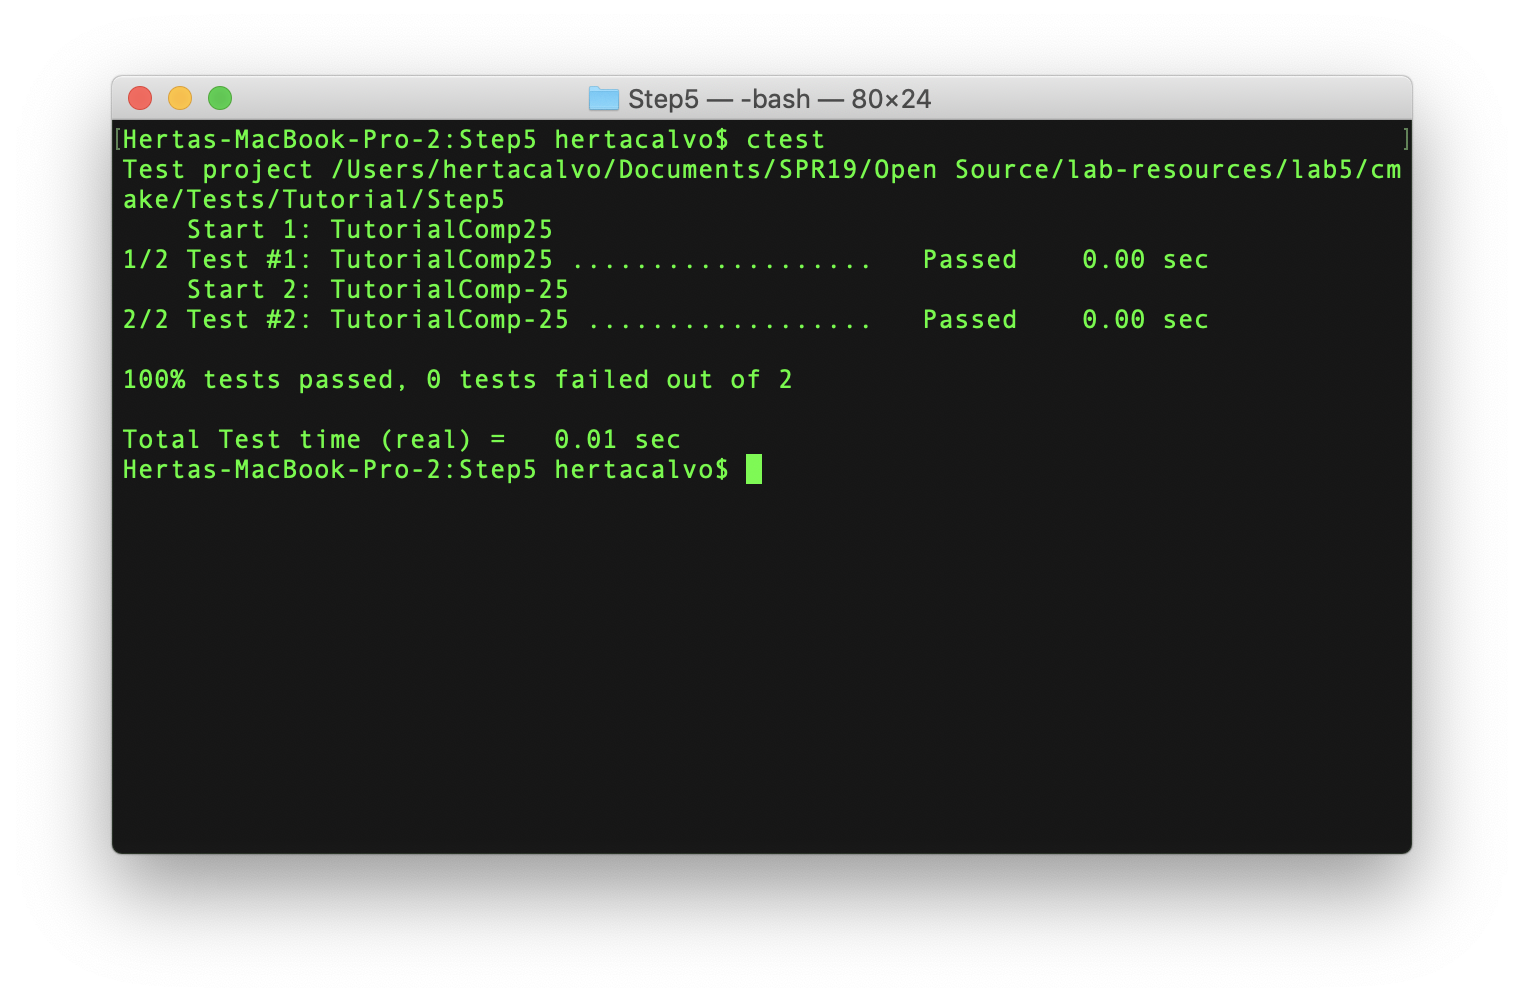 Step5 — -bash — 80×24
[Hertas-MacBook-Pro-2:Step5 hertacalvo$ ctest ]
Test project /Users/hertacalvo/Documents/SPR19/Open Source/lab-resources/lab5/cm
ake/Tests/Tutorial/Step5
    Start 1: TutorialComp25
1/2 Test #1: TutorialComp25 ...................   Passed    0.00 sec
    Start 2: TutorialComp-25
2/2 Test #2: TutorialComp-25 ..................   Passed    0.00 sec
100% tests passed, 0 tests failed out of 2
Total Test time (real) =   0.01 sec
Hertas-MacBook-Pro-2:Step5 hertacalvo$